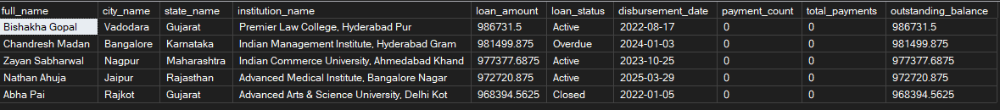 full_name city_name state_name institution_name loan_amount loan_status disbursement_date payment_count total_payments outstanding_balance
Bishakha Gopal Vadodara Gujarat Premier Law College, Hyderabad Pur 986731.5 Active 2022-08-17 0 0 986731.5
Chandresh Madan Bangalore Karnataka Indian Management Institute, Hyderabad Gram 981499.875 Overdue 2024-01-03 0 0 981499.875
Zayan Sabharwal Nagpur Maharashtra Indian Commerce University, Ahmedabad Khand 977377.6875 Active 2023-10-25 0 0 977377.6875
Nathan Ahuja Jaipur Rajasthan Advanced Medical Institute, Bangalore Nagar 972720.875 Active 2025-03-29 0 0 972720.875
Abha Pai Rajkot Gujarat Advanced Arts & Science University, Delhi Kot 968394.5625 Closed 2022-01-05 0 0 968394.5625